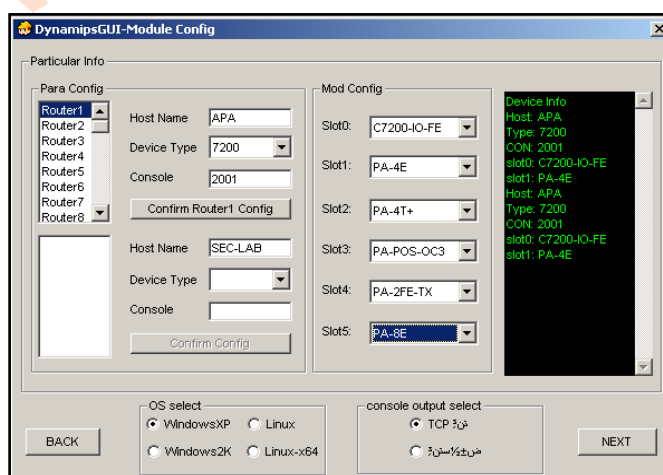 DynamipsGUI-Module Config
Particular Info
Para Config
Router1
Router2
Router3
Router4
Router5
Router6
Router7
Router8
Host Name APA
Device Type 7200
Console 2001
Confirm Router1 Config
Host Name SEC-LAB
Device Type
Console
Confirm Config
Mod Config
Slot0: C7200-IO-FE
Slot1: PA-4E
Slot2: PA-4T+
Slot3: PA-POS-OC3
Slot4: PA-2FE-TX
Slot5: PA-8E
Device Info
Host: APA
Type: 7200
CON: 2001
slot0: C7200-IO-FE
slot1: PA-4E
Host: APA
Type: 7200
CON: 2001
slot0: C7200-IO-FE
slot1: PA-4E
OS select
WindowsXP Linux
Windows2K Linux-x64
console output select
TCP
BACK
NEXT